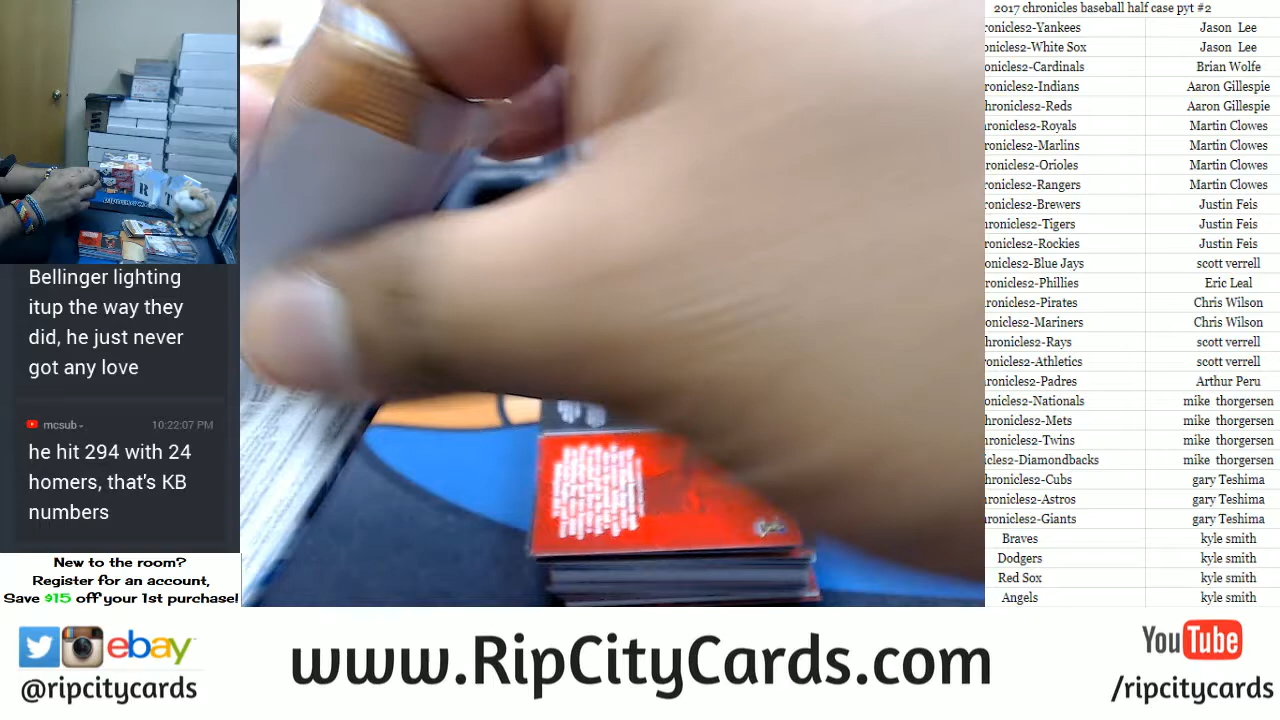 Bellinger lighting
itup the way they
did, he just never
got any love
mcsub 10:22:07 PM
he hit 294 with 24
homers, that's KB
numbers
New to the room?
Register for an account,
Save $15 off your 1st purchase!
2017 chronicles baseball half case pyt #2
ronicles2-Yankees Jason Lee
onicles2-White Sox Jason Lee
onicles2-Cardinals Brian Wolfe
ronicles2-Indians Aaron Gillespie
hronicles2-Reds Aaron Gillespie
ronicles2-Royals Martin Clowes
ronicles2-Marlins Martin Clowes
ronicles2-Orioles Martin Clowes
ronicles2-Rangers Martin Clowes
ronicles2-Brewers Justin Feis
ronicles2-Tigers Justin Feis
ronicles2-Rockies Justin Feis
ronicles2-Blue Jays scott verrell
ronicles2-Phillies Eric Leal
ronicles2-Pirates Chris Wilson
onicles2-Mariners Chris Wilson
hronicles2-Rays scott verrell
ronicles2-Athletics scott verrell
ronicles2-Padres Arthur Peru
onicles2-Nationals mike thorgersen
hronicles2-Mets mike thorgersen
hronicles2-Twins mike thorgersen
icles2-Diamondbacks mike thorgersen
hronicles2-Cubs gary Teshima
ronicles2-Astros gary Teshima
ronicles2-Giants gary Teshima
Braves kyle smith
Dodgers kyle smith
Red Sox kyle smith
Angels kyle smith
ebay
@ripcitycards
www.RipCityCards.com
YouTube
/ripcitycards